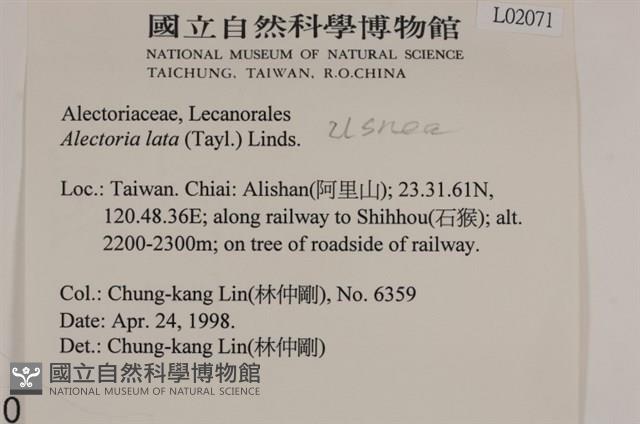 L02071
國立自然科學博物館
NATIONAL MUSEUM OF NATURAL SCIENCE
TAICHUNG, TAIWAN, R.O.CHINA
Alectoriaceae, Lecanorales
Alectoria lata (Tayl.) Linds. Usnea
Loc.: Taiwan. Chiai: Alishan(阿里山); 23.31.61N,
120.48.36E; along railway to Shihhou(石猴); alt.
2200-2300m; on tree of roadside of railway.
Col.: Chung-kang Lin(林仲剛), No. 6359
Date: Apr. 24, 1998.
Det.: Chung-kang Lin(林仲剛)
國立自然科學博物館
NATIONAL MUSEUM OF NATURAL SCIENCE
0